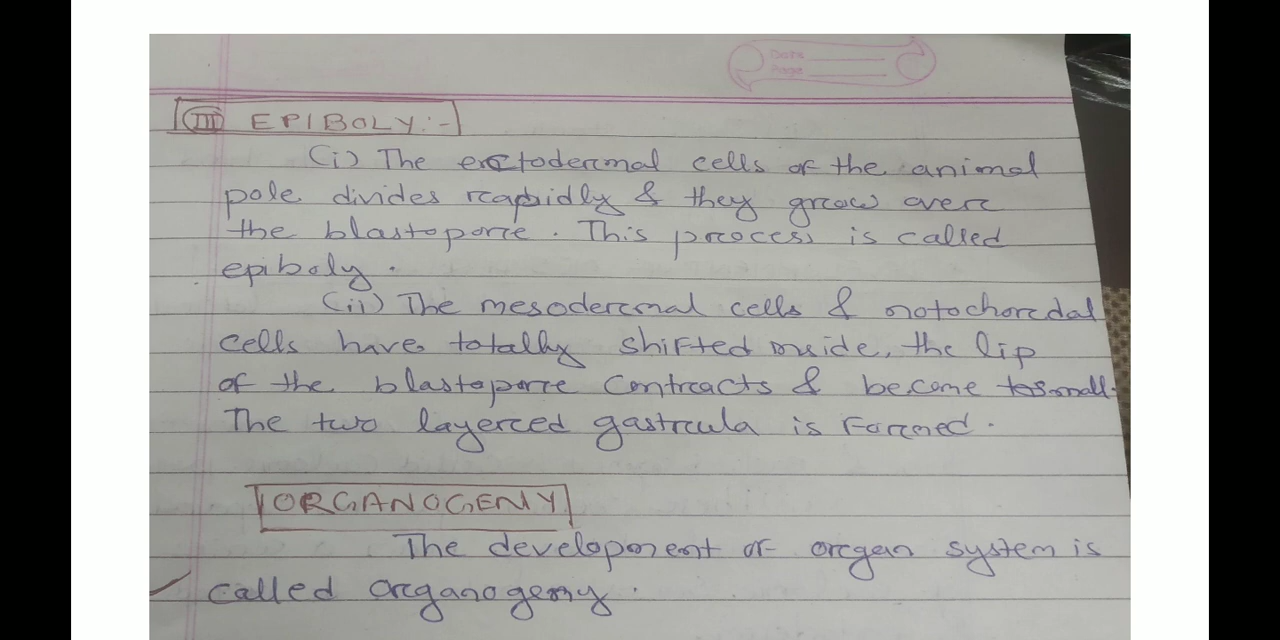 Date
Page
III EPIBOLY:-
(i) The ectodermal cells of the animal
pole divides rapidly & they grow over
the blastopore. This process is called
epiboly.
(ii) The mesodermal cells & notochordal
cells have totally shifted inside, the lip
of the blastopore contracts & become small.
The two layered gastrula is formed.
ORGANOGENY
The development of organ system is
called organogeny.